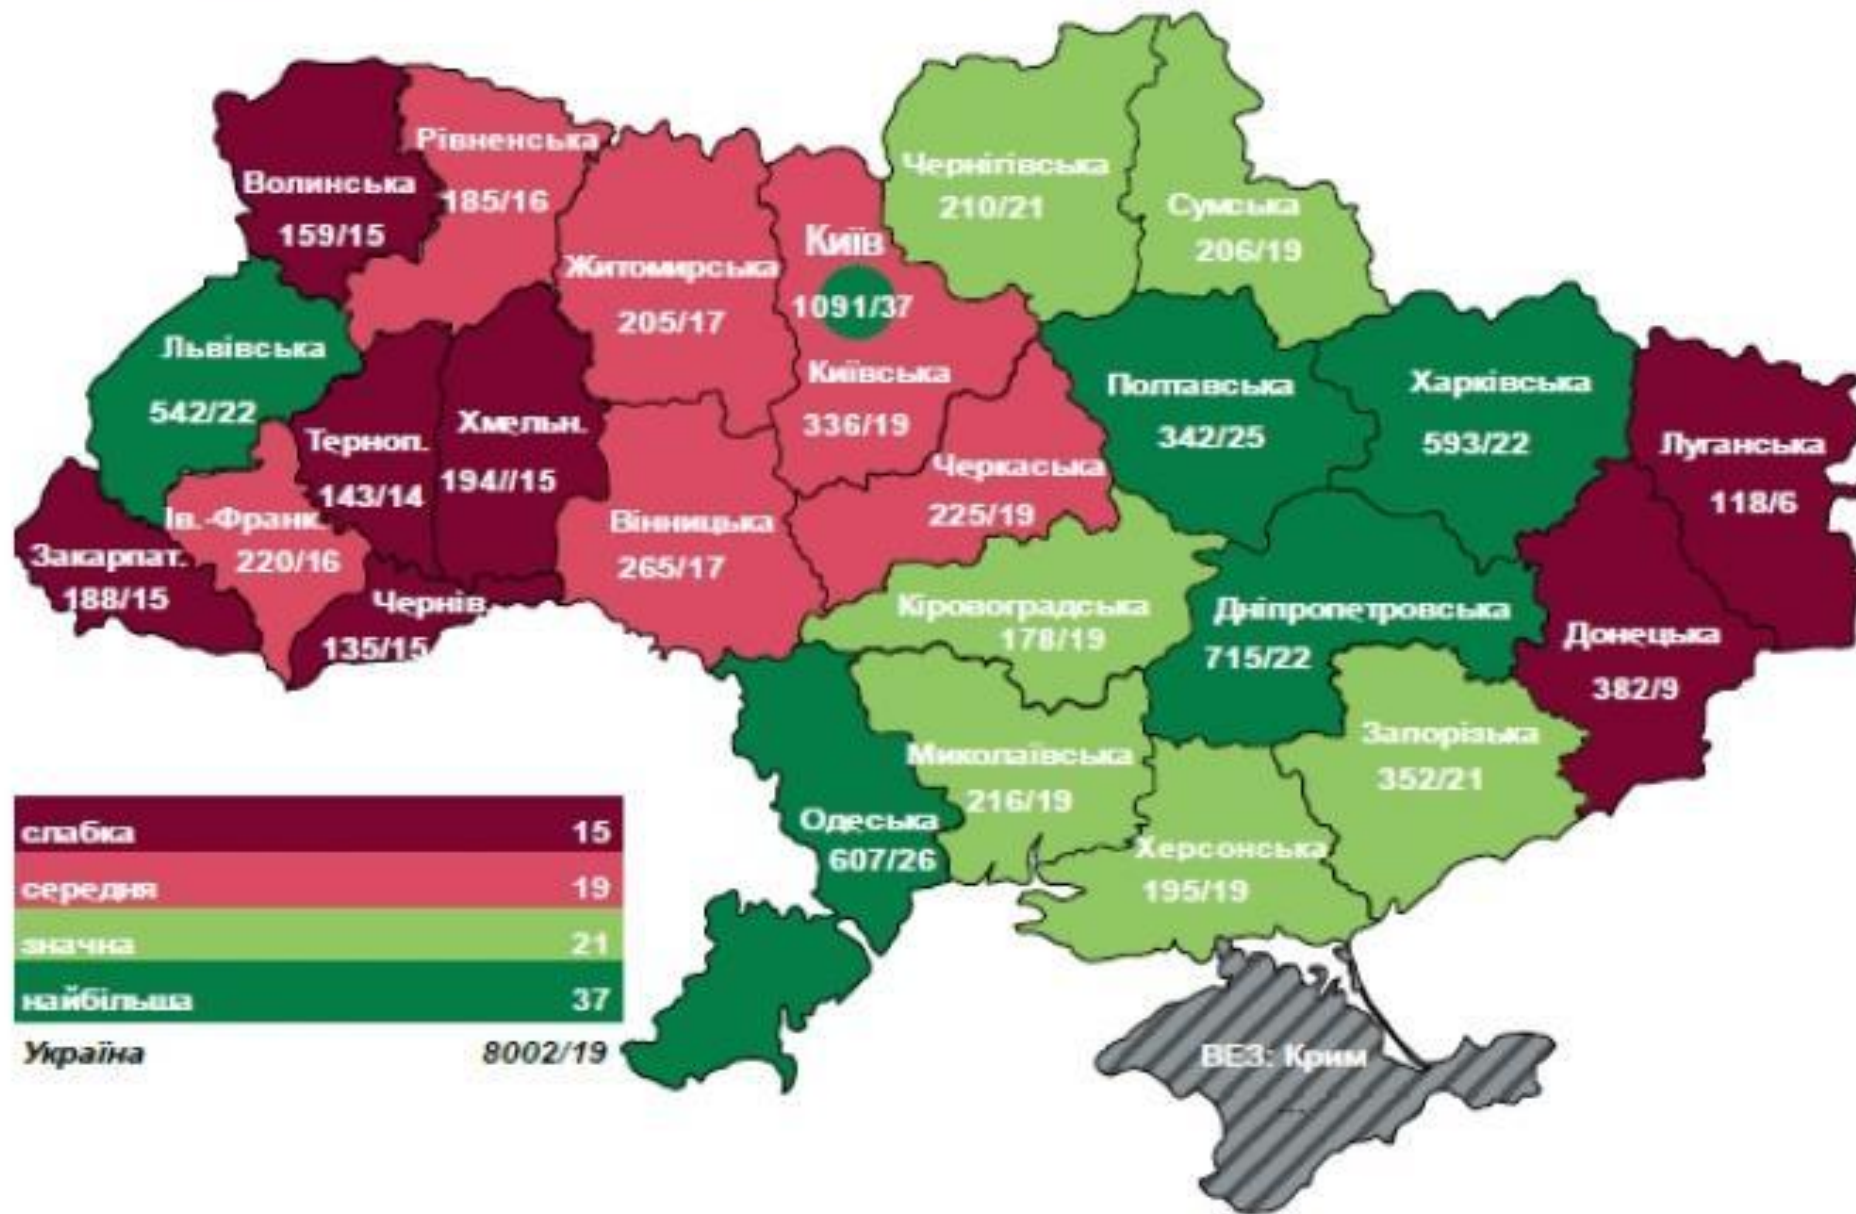 Волинська
159/15
Рівненська
185/16
Житомирська
205/17
Київ
1091/37
Київська
336/19
Чернігівська
210/21
Сумська
206/19
Львівська
542/22
Терноп.
143/14
Хмельн.
194//15
Вінницька
265/17
Черкаська
225/19
Полтавська
342/25
Харківська
593/22
Луганська
118/6
Закарпат.
188/15
Ів.-Франк.
220/16
Чернів.
135/15
Кіровоградська
178/19
Дніпропетровська
715/22
Донецька
382/9
Одеська
607/26
Миколаївська
216/19
Херсонська
195/19
Запорізька
352/21
ВЕЗ: Крим
слабка 15
середня 19
значна 21
найбільша 37
Україна 8002/19